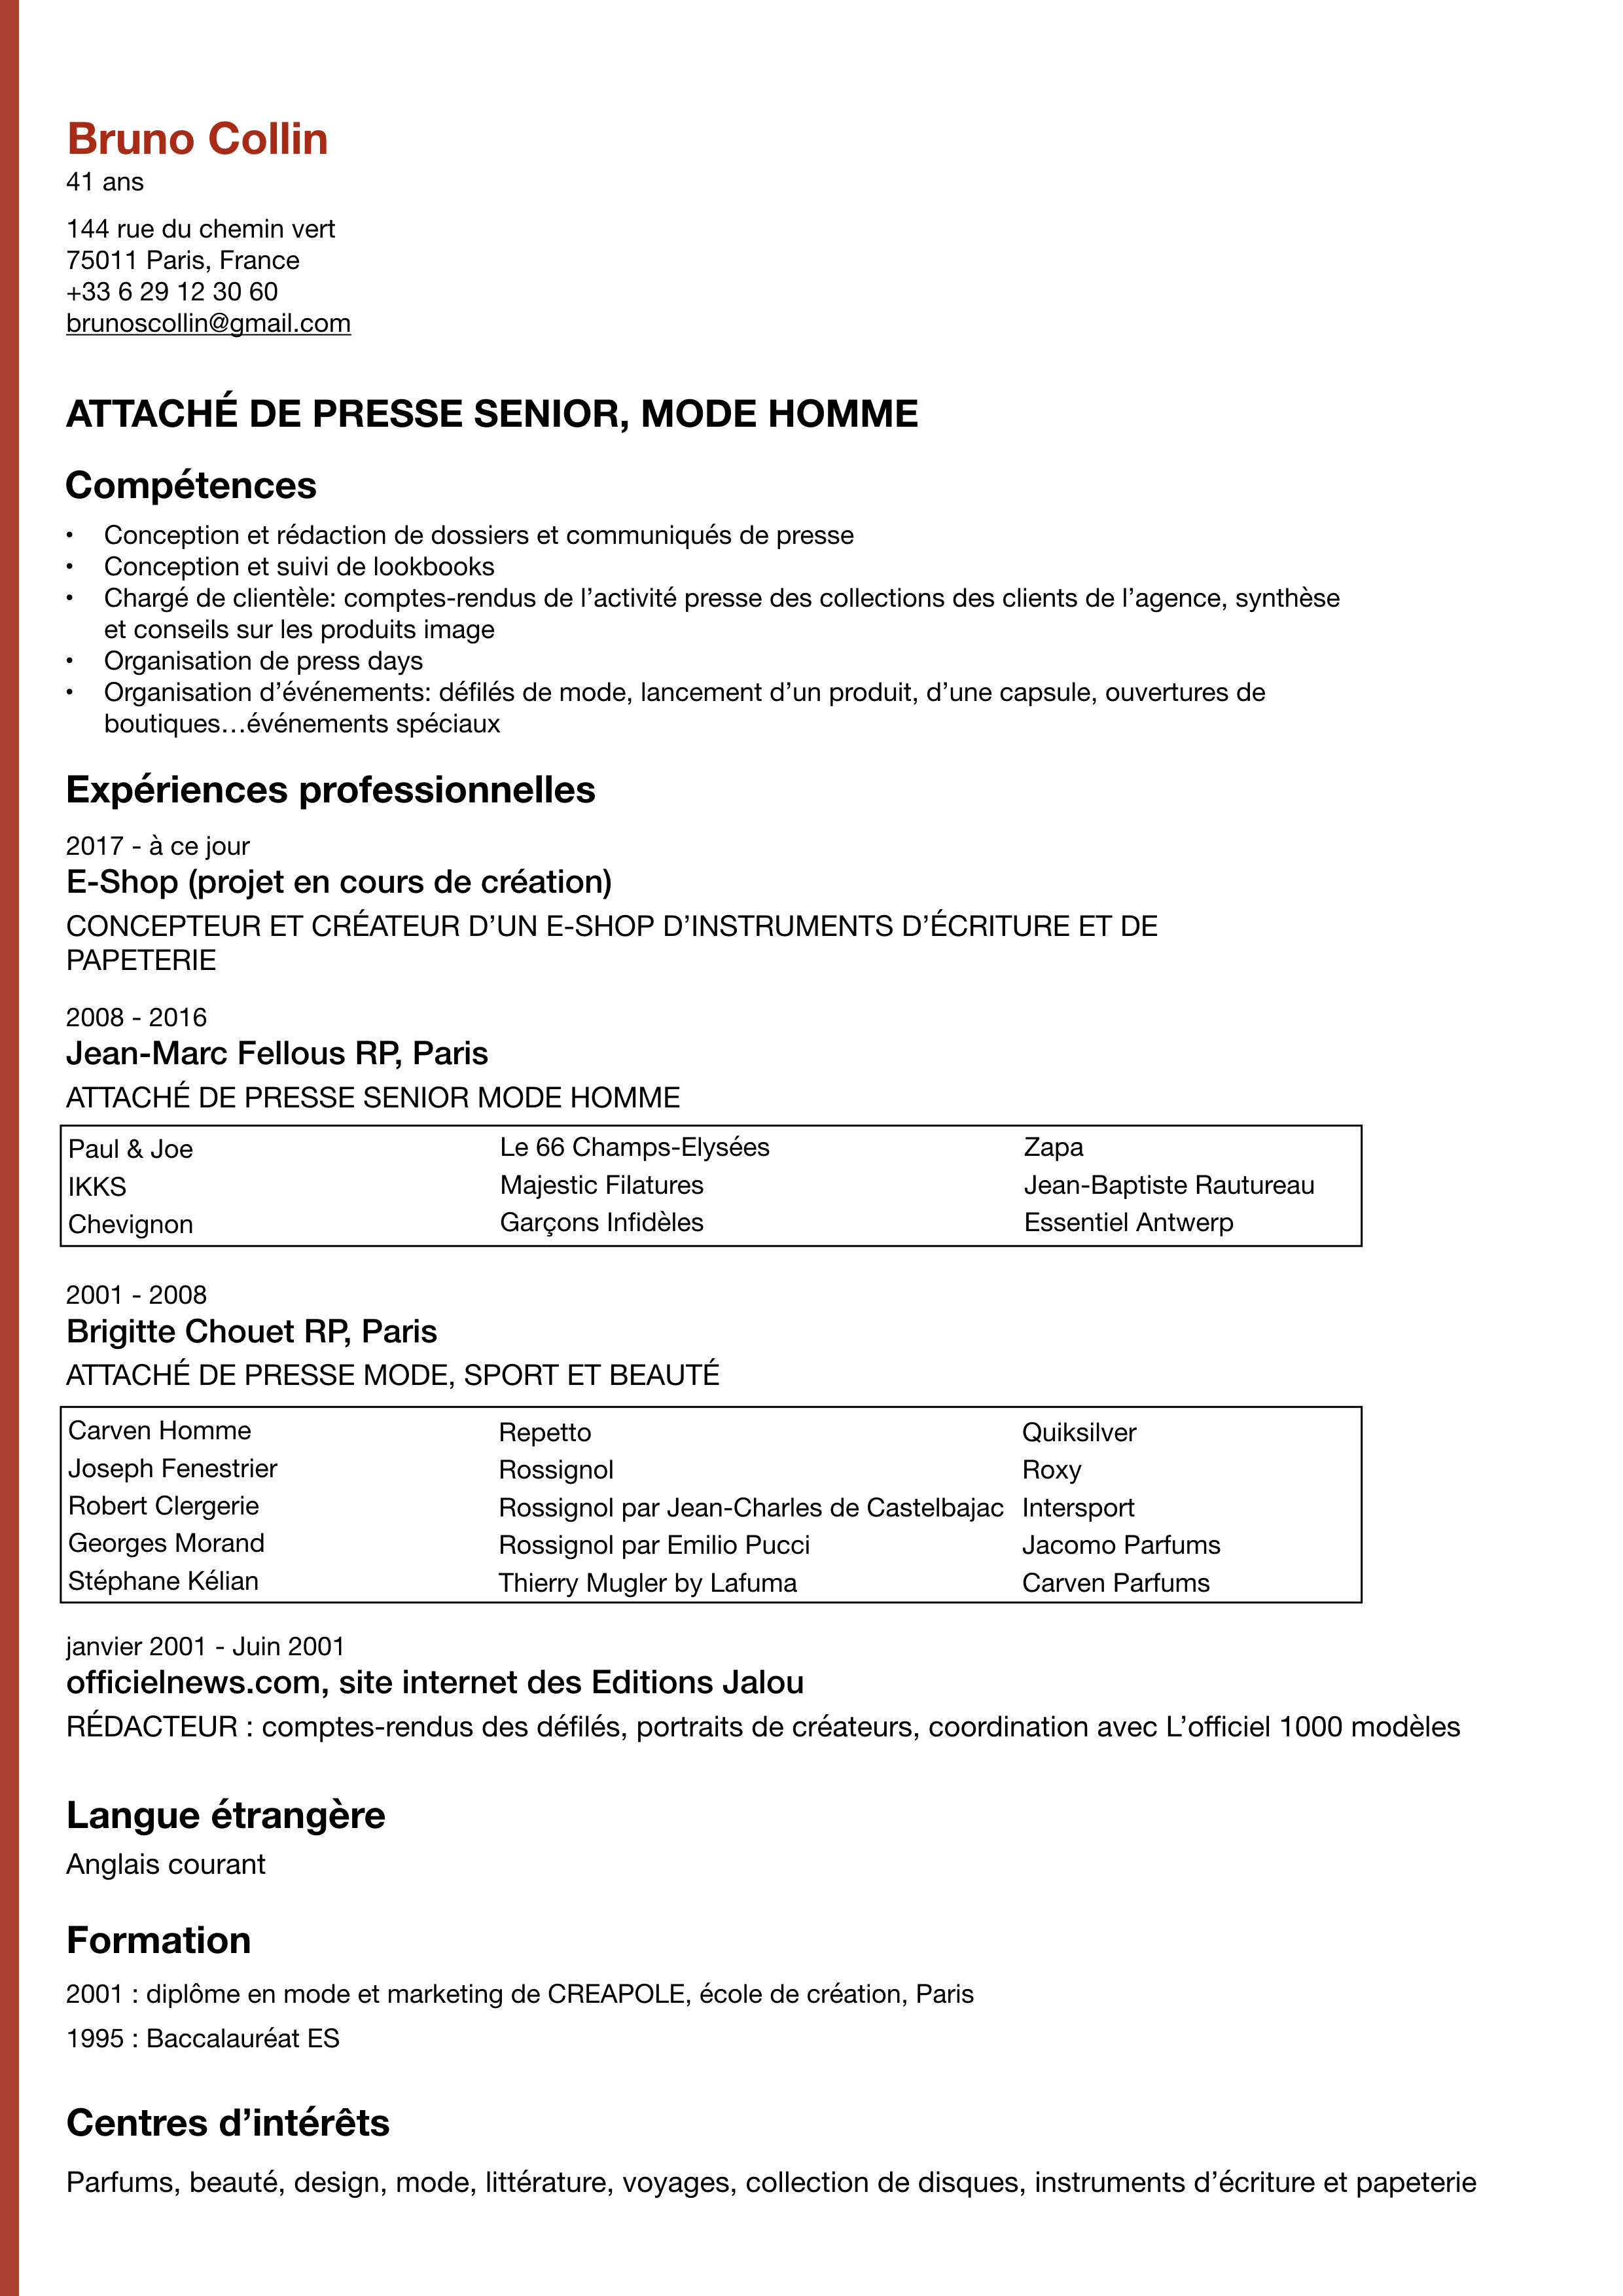 Bruno Collin
41 ans
144 rue du chemin vert
75011 Paris, France
+33 6 29 12 30 60
brunoscollin@gmail.com
ATTACHÉ DE PRESSE SENIOR, MODE HOMME
Compétences
• Conception et rédaction de dossiers et communiqués de presse
• Conception et suivi de lookbooks
• Chargé de clientèle: comptes-rendus de l’activité presse des collections des clients de l’agence, synthèse
et conseils sur les produits image
• Organisation de press days
• Organisation d’événements: défilés de mode, lancement d’un produit, d’une capsule, ouvertures de
boutiques…événements spéciaux
Expériences professionnelles
2017 - à ce jour
E-Shop (projet en cours de création)
CONCEPTEUR ET CRÉATEUR D’UN E-SHOP D’INSTRUMENTS D’ÉCRITURE ET DE
PAPETERIE
2008 - 2016
Jean-Marc Fellous RP, Paris
ATTACHÉ DE PRESSE SENIOR MODE HOMME
Paul & Joe Le 66 Champs-Elysées Zapa
IKKS Majestic Filatures Jean-Baptiste Rautureau
Chevignon Garçons Infidèles Essentiel Antwerp
2001 - 2008
Brigitte Chouet RP, Paris
ATTACHÉ DE PRESSE MODE, SPORT ET BEAUTÉ
Carven Homme Repetto Quiksilver
Joseph Fenestrier Rossignol Roxy
Robert Clergerie Rossignol par Jean-Charles de Castelbajac Intersport
Georges Morand Rossignol par Emilio Pucci Jacomo Parfums
Stéphane Kélian Thierry Mugler by Lafuma Carven Parfums
janvier 2001 - Juin 2001
officielnews.com, site internet des Editions Jalou
RÉDACTEUR : comptes-rendus des défilés, portraits de créateurs, coordination avec L’officiel 1000 modèles
Langue étrangère
Anglais courant
Formation
2001 : diplôme en mode et marketing de CREAPOLE, école de création, Paris
1995 : Baccalauréat ES
Centres d’intérêts
Parfums, beauté, design, mode, littérature, voyages, collection de disques, instruments d’écriture et papeterie